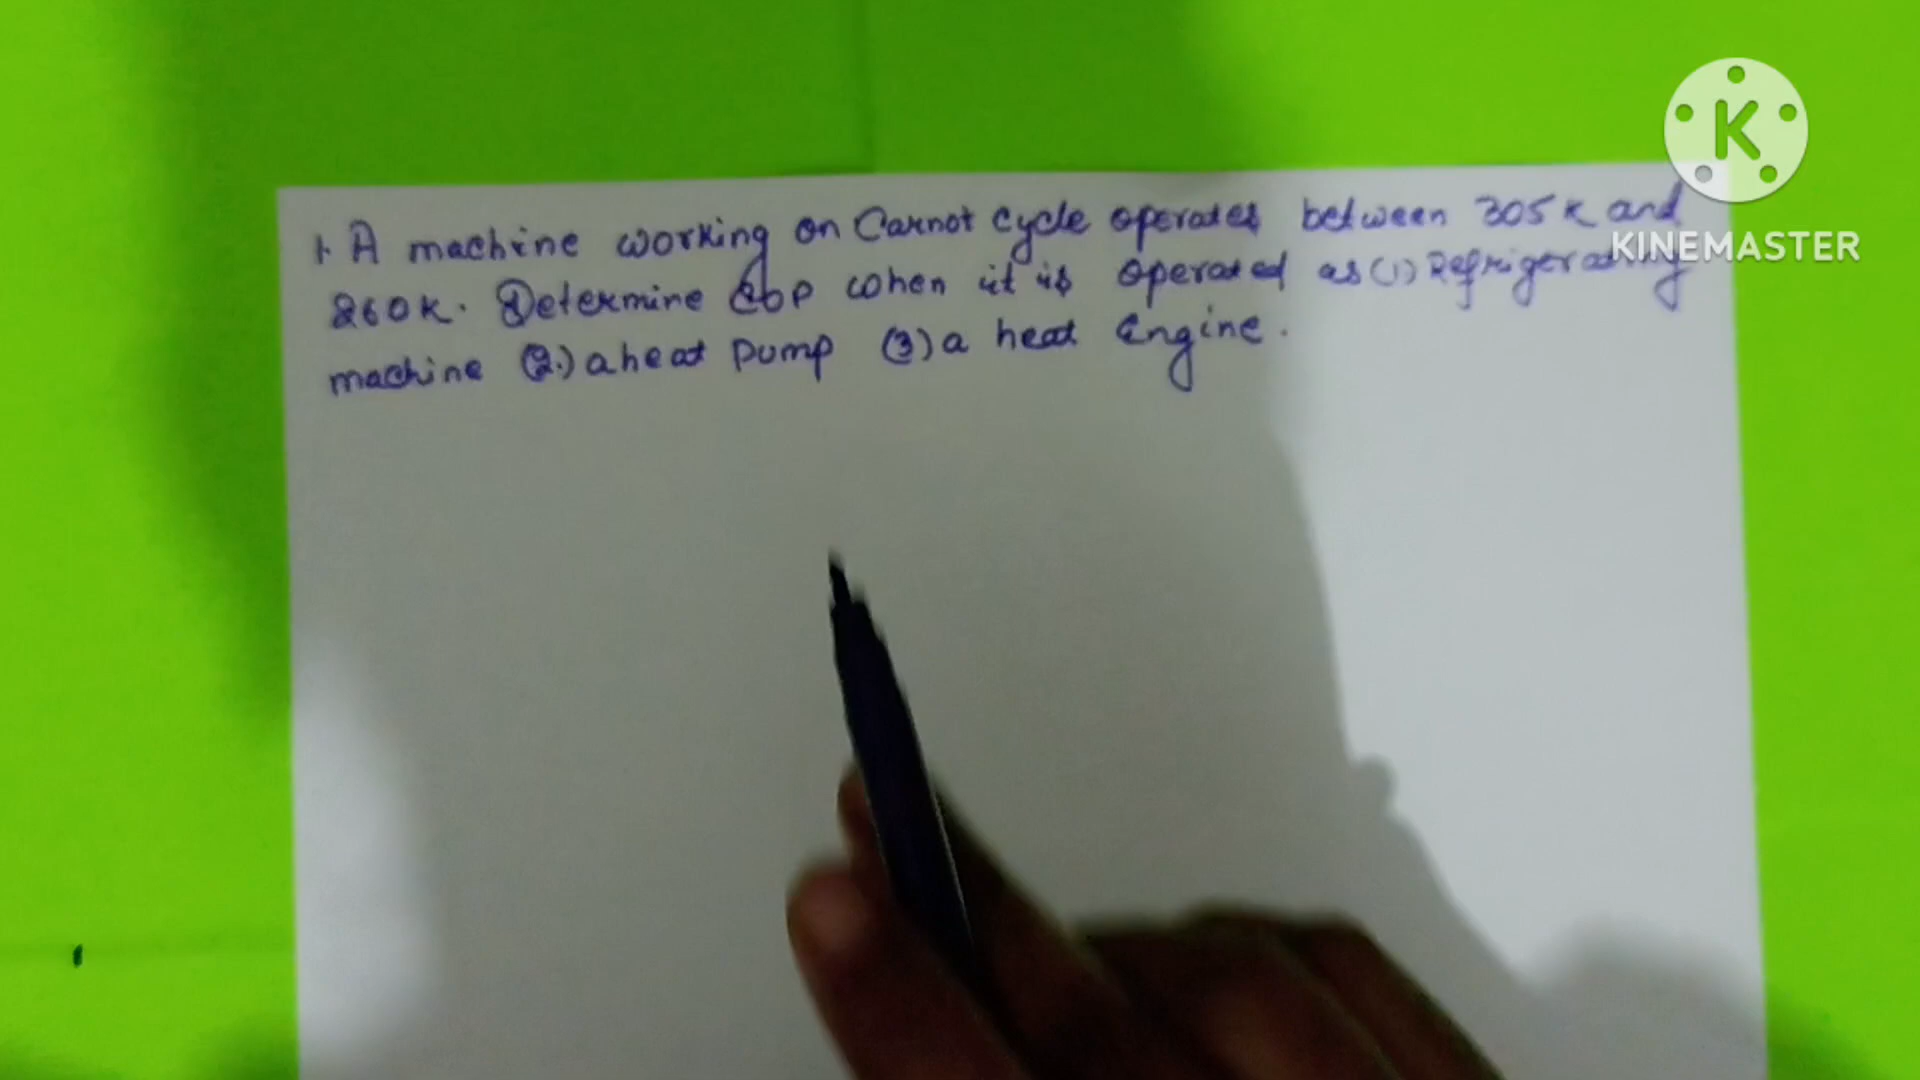 1. A machine working on Carnot cycle operates between 305 K and
260 K. Determine COP when it is operated as (1) Refrigerating
machine (2.) a heat pump (3) a heat Engine.
K
KINEMASTER